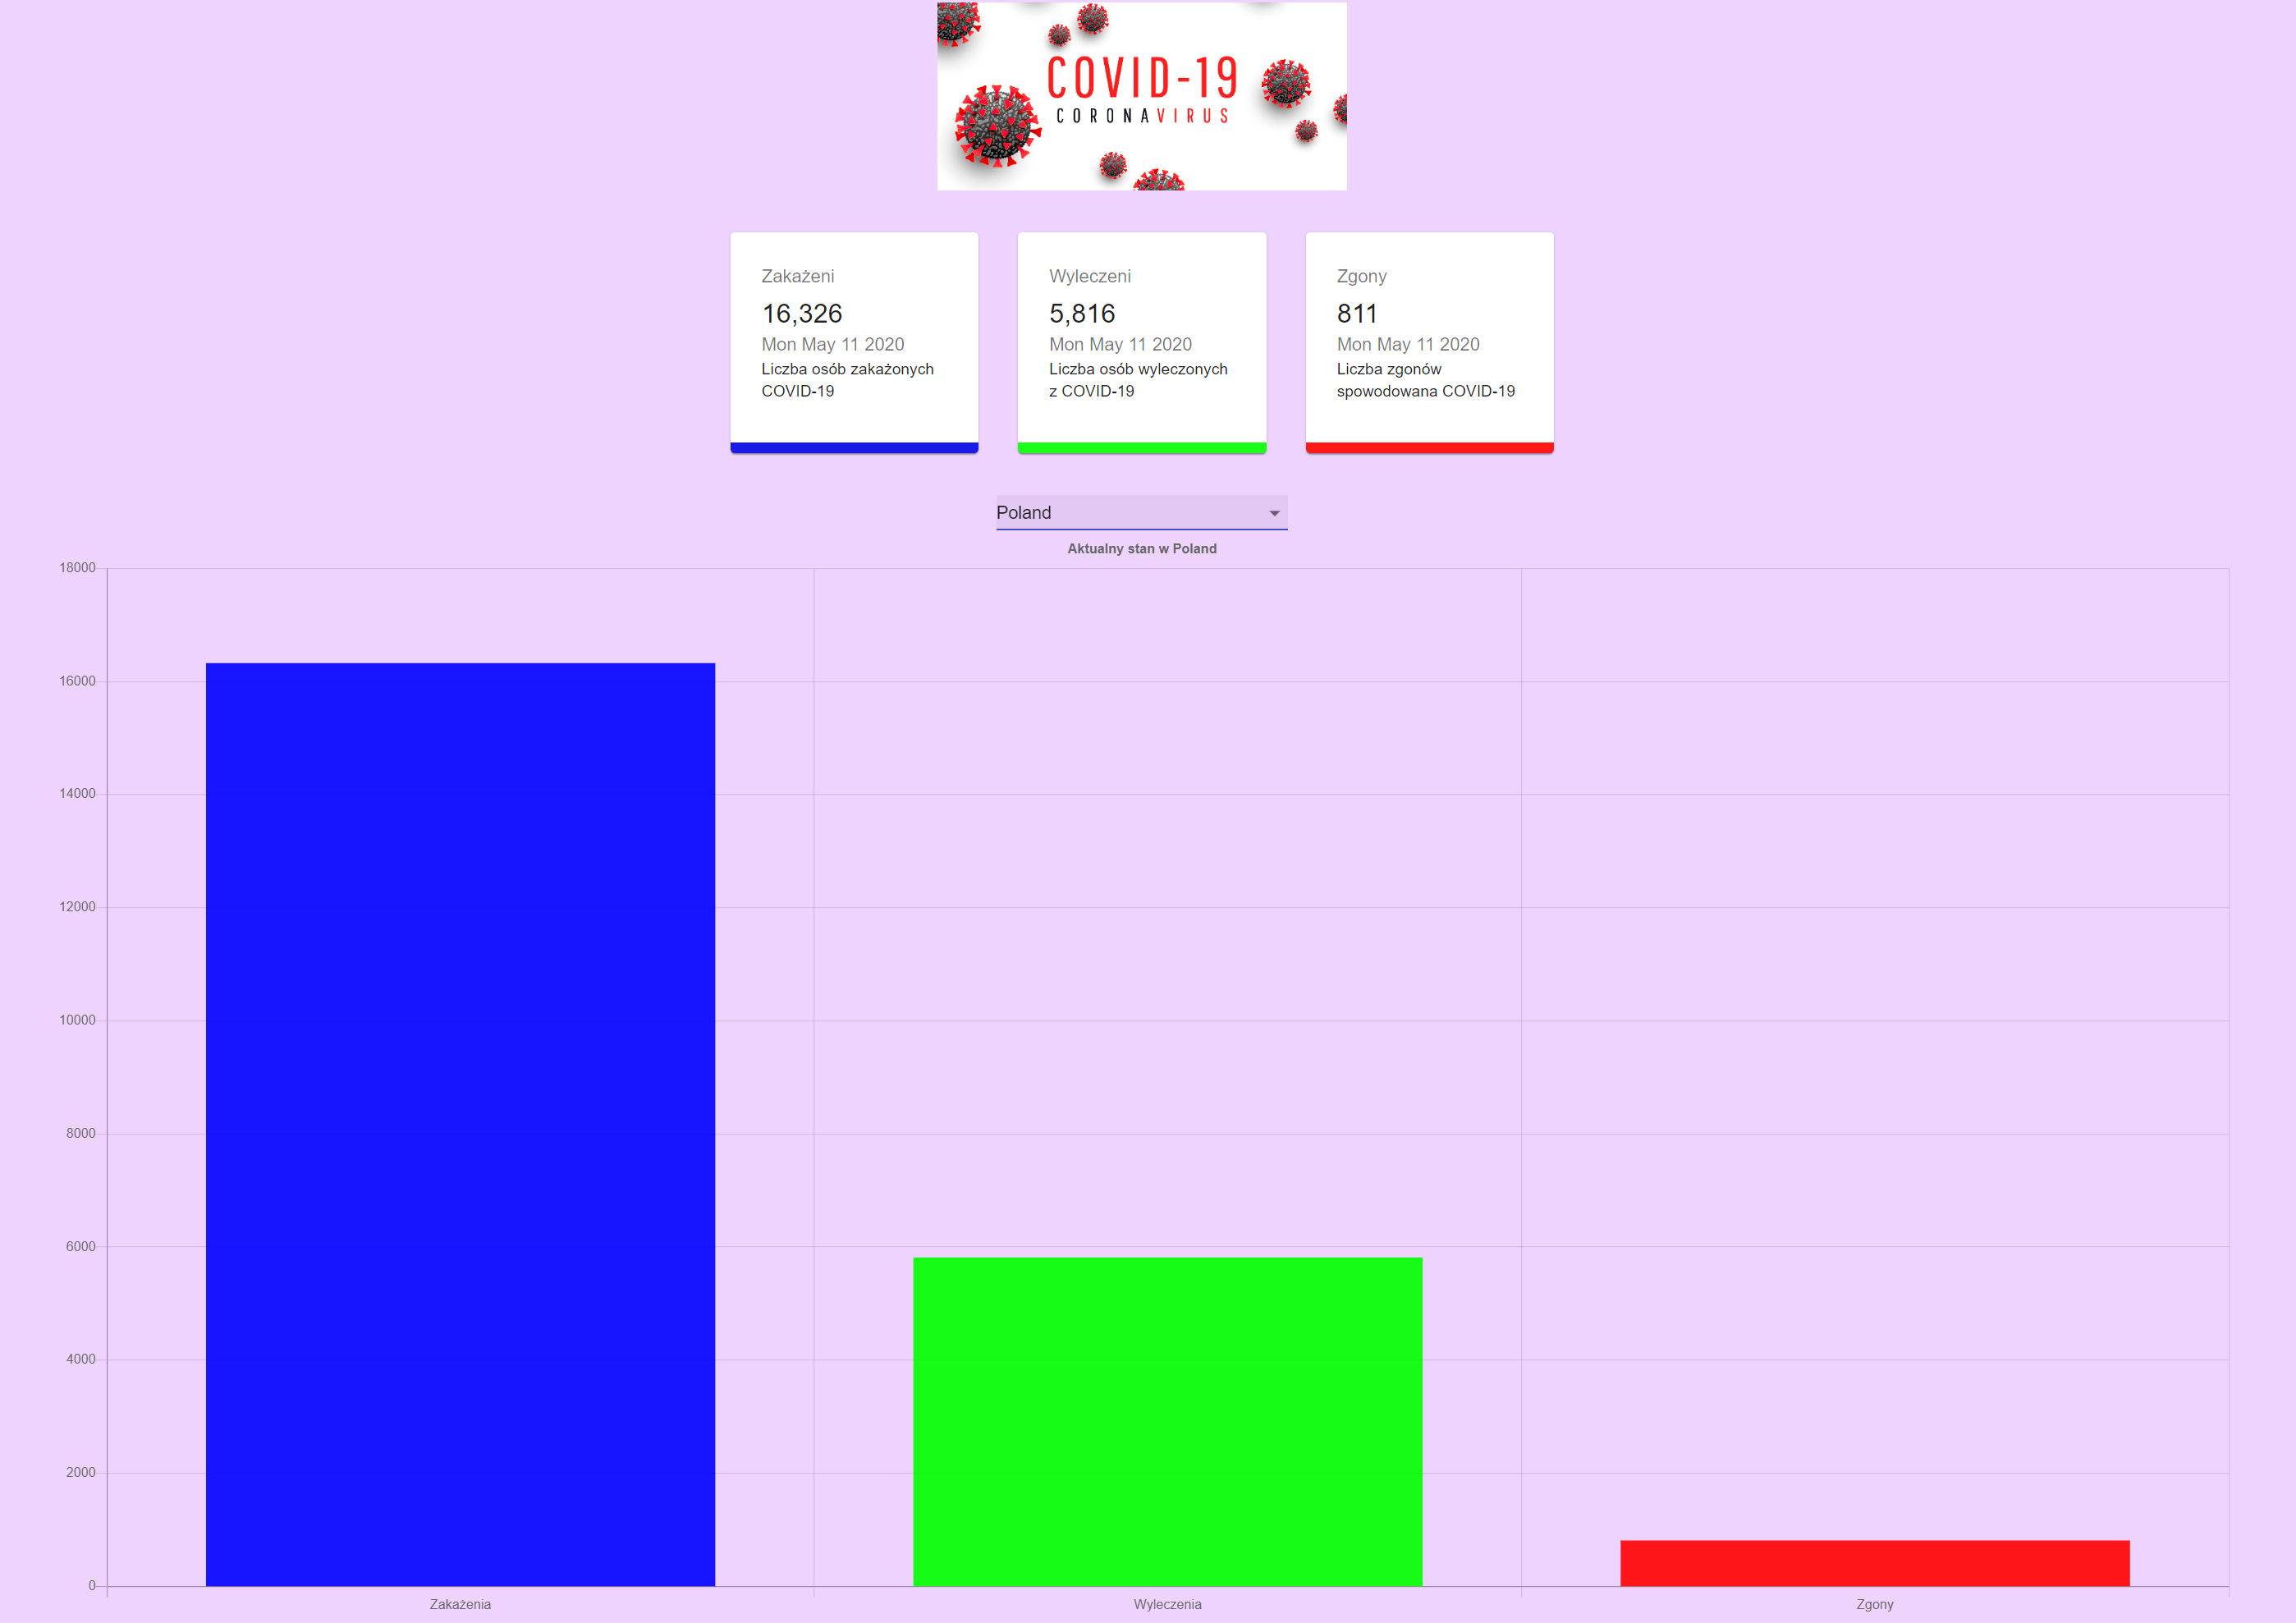 COVID-19
CORONAVIRUS
Zakażeni
16,326
Mon May 11 2020
Liczba osób zakażonych
COVID-19
Wyleczeni
5,816
Mon May 11 2020
Liczba osób wyleczonych
z COVID-19
Zgony
811
Mon May 11 2020
Liczba zgonów
spowodowana COVID-19
Poland
Aktualny stan w Poland
18000
16000
14000
12000
10000
8000
6000
4000
2000
0
Zakażenia
Wyleczenia
Zgony